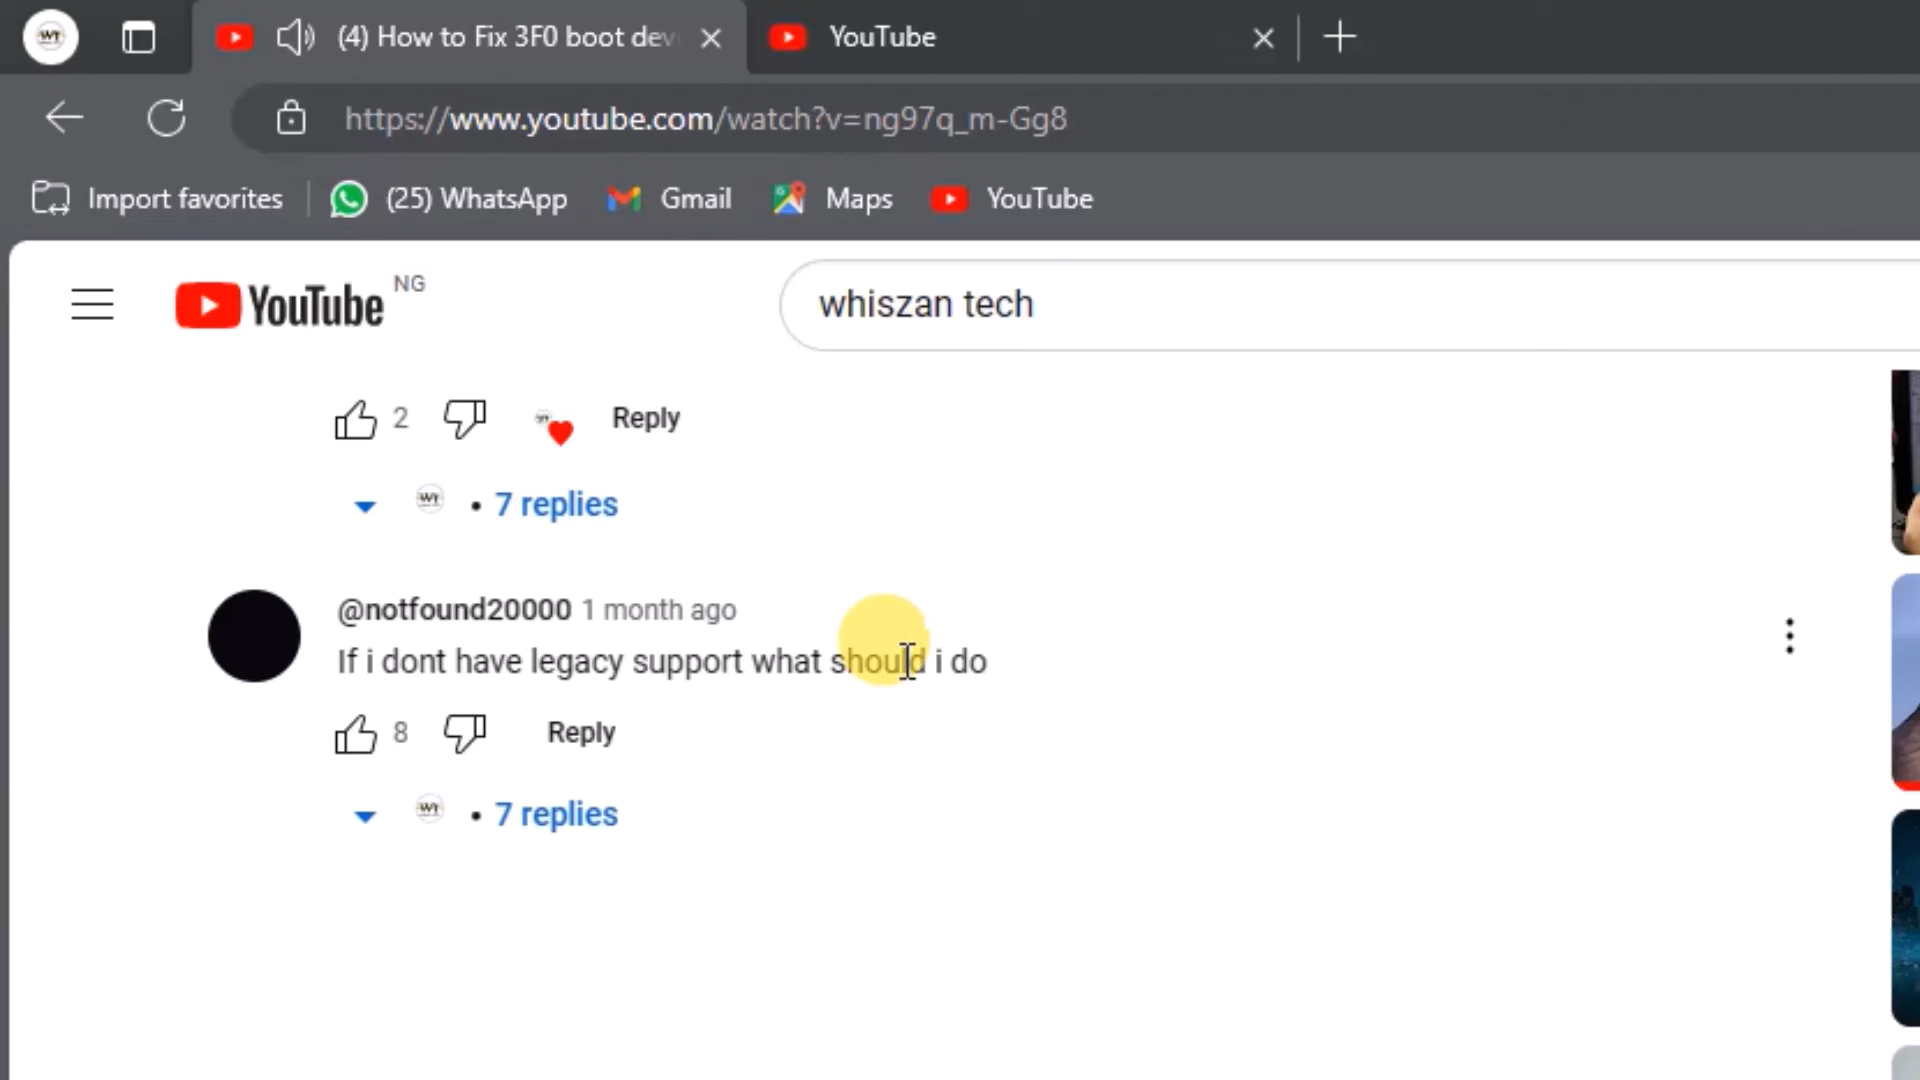 (4) How to Fix 3F0 boot dev
YouTube
https://www.youtube.com/watch?v=ng97q_m-Gg8
Import favorites
(25) WhatsApp
Gmail
Maps
YouTube
YouTube NG
whiszan tech
2
Reply
WT • 7 replies
@notfound20000 1 month ago
If i dont have legacy support what should i do
8
Reply
WT • 7 replies